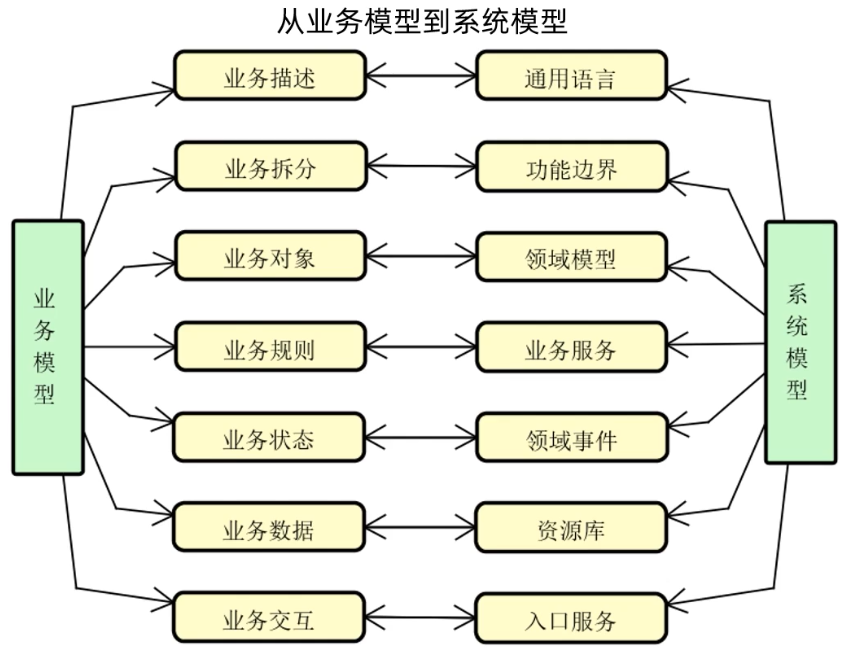 从业务模型到系统模型
业务描述
通用语言
业务拆分
功能边界
业务对象
领域模型
业务模型
系统模型
业务规则
业务服务
业务状态
领域事件
业务数据
资源库
业务交互
入口服务